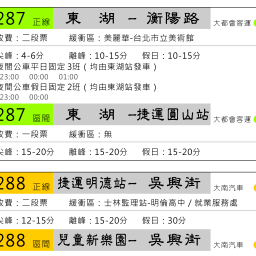 287 正線 東 湖 － 衡陽路 大都會客運
收費：二段票 緩衝區：美麗華-台北市立美術館
尖峰：4-6分 離峰：10-15分 假日：10-15分
夜間公車平日固定3班（均由東湖站發車）
23:00 00:00 01:00
夜間公車假日固定2班（均由東湖站發車）
23:00 00:00
287 區間 東 湖 －捷運圓山站 大都會客運
收費：一段票 緩衝區：無
尖峰：15-20分 離峰：15-20分 假日：15-20分
288 正線 捷運明德站－ 吳興街 大南汽車
收費：二段票 緩衝區：士林監理站-明倫高中／就業服務處
尖峰：12-15分 離峰：15-20分 假日：30分
288 區間 兒童新樂園－ 吳興街 大南汽車